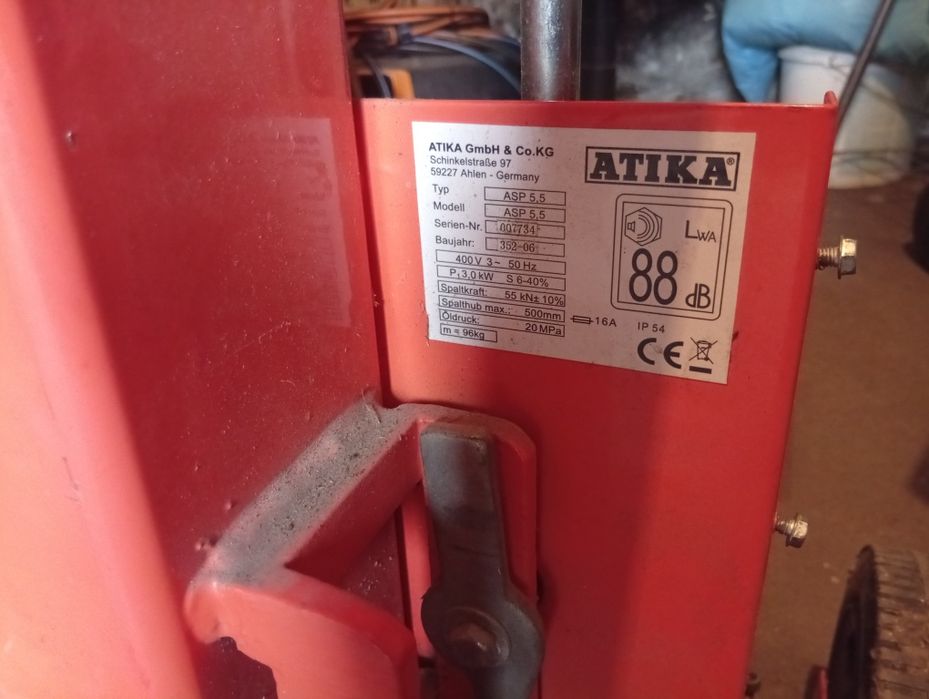 ATIKA GmbH & Co.KG
Schinkelstraße 97
59227 Ahlen - Germany
ATIKA®
Typ ASP 5,5
Modell ASP 5,5
Serien-Nr. 007734
Baujahr: 352-06
400 V 3~ 50 Hz
P₁ 3,0 kW S 6-40%
Spaltkraft: 55 kN± 10%
Spalthub max.: 500mm
Öldruck: 20 MPa
m = 96kg
16A
LWA
88 dB
IP 54
CE